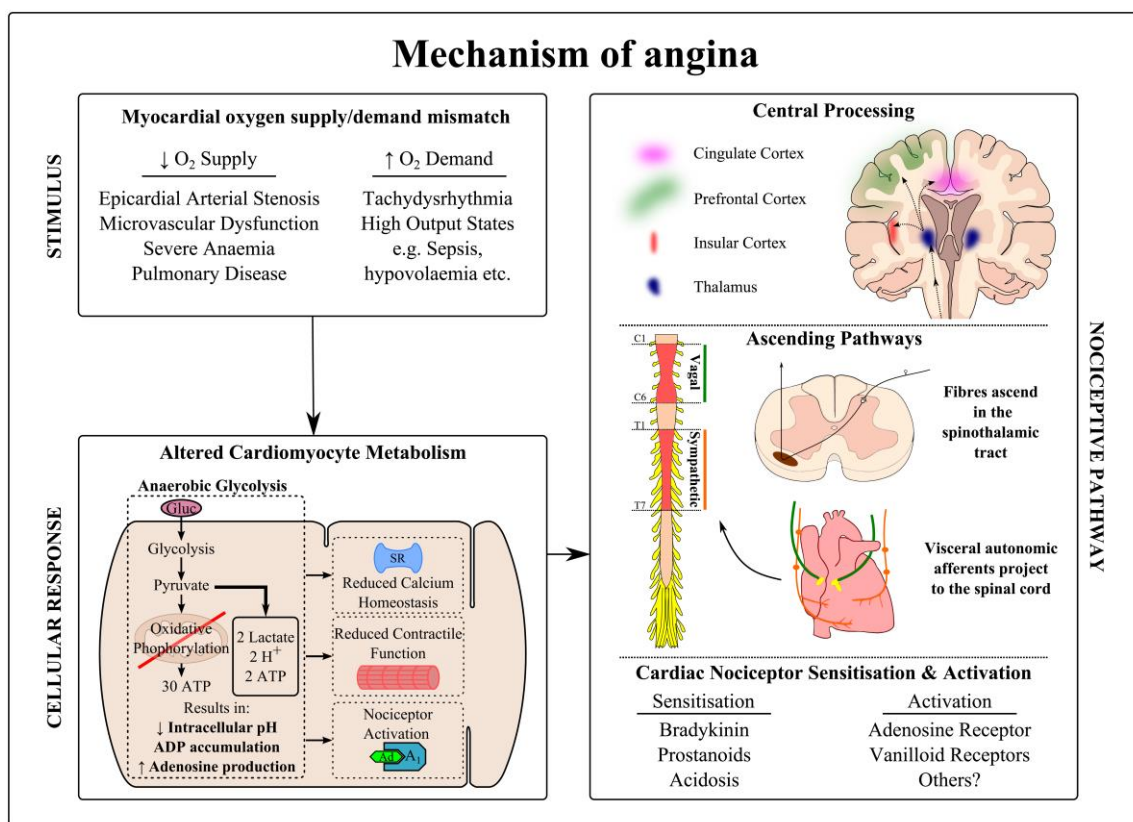 Mechanism of angina
STIMULUS
Myocardial oxygen supply/demand mismatch
↓ O₂ Supply
Epicardial Arterial Stenosis
Microvascular Dysfunction
Severe Anaemia
Pulmonary Disease
↑ O₂ Demand
Tachydysrhythmia
High Output States
e.g. Sepsis,
hypovolaemia etc.
CELLULAR RESPONSE
Altered Cardiomyocyte Metabolism
Anaerobic Glycolysis
Gluc
Glycolysis
Pyruvate
Oxidative
Phophorylation
30 ATP
2 Lactate
2 H⁺
2 ATP
Results in:
↓ Intracellular pH
ADP accumulation
↑ Adenosine production
SR
Reduced Calcium
Homeostasis
Reduced Contractile
Function
Nociceptor
Activation
Ad
A₁
NOCICEPTIVE PATHWAY
Central Processing
Cingulate Cortex
Prefrontal Cortex
Insular Cortex
Thalamus
Ascending Pathways
C1
Vagal
C6
T1
Sympathetic
T7
Fibres ascend
in the
spinothalamic
tract
Visceral autonomic
afferents project
to the spinal cord
Cardiac Nociceptor Sensitisation & Activation
Sensitisation
Bradykinin
Prostanoids
Acidosis
Activation
Adenosine Receptor
Vanilloid Receptors
Others?